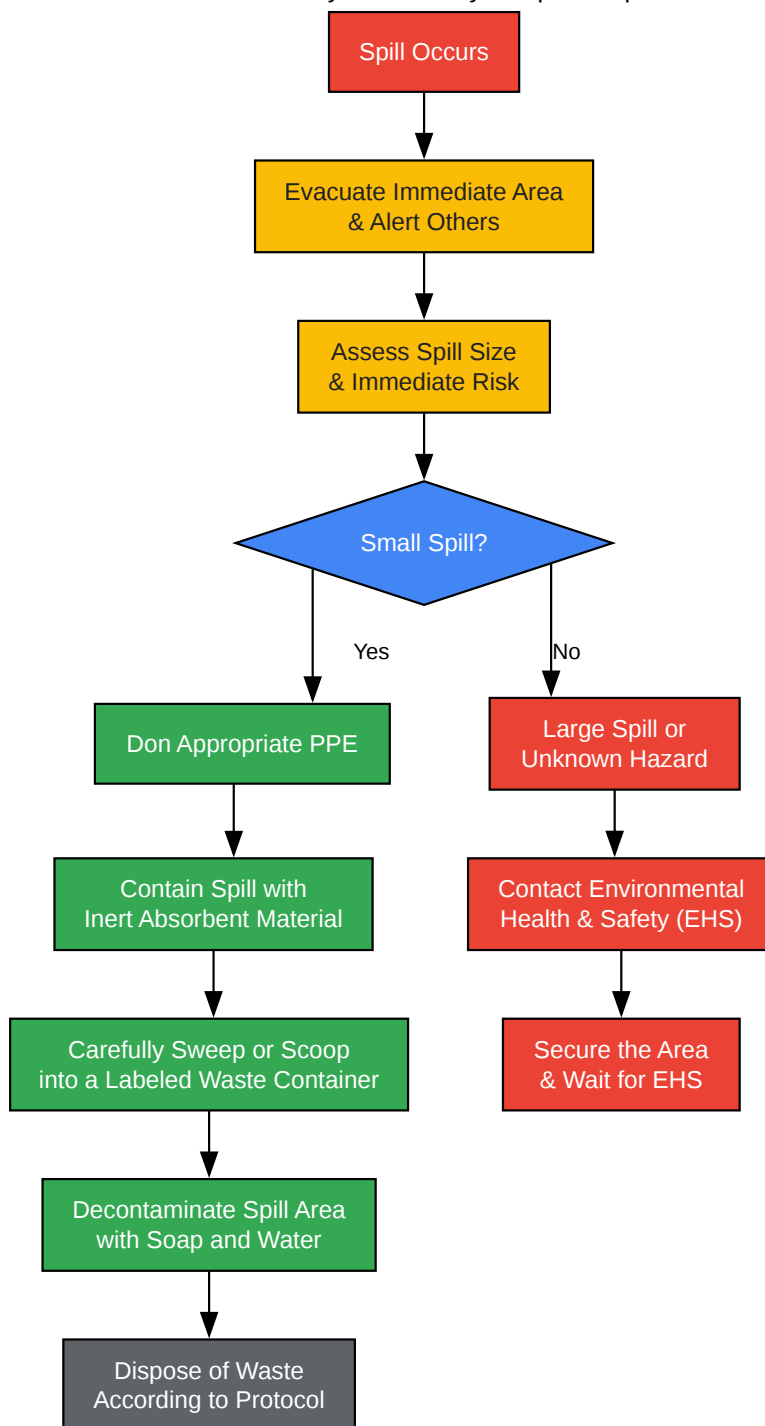 Spill Occurs
Evacuate Immediate Area
& Alert Others
Assess Spill Size
& Immediate Risk
Small Spill?
Yes
No
Don Appropriate PPE
Large Spill or
Unknown Hazard
Contain Spill with
Inert Absorbent Material
Contact Environmental
Health & Safety (EHS)
Carefully Sweep or Scoop
into a Labeled Waste Container
Secure the Area
& Wait for EHS
Decontaminate Spill Area
with Soap and Water
Dispose of Waste
According to Protocol